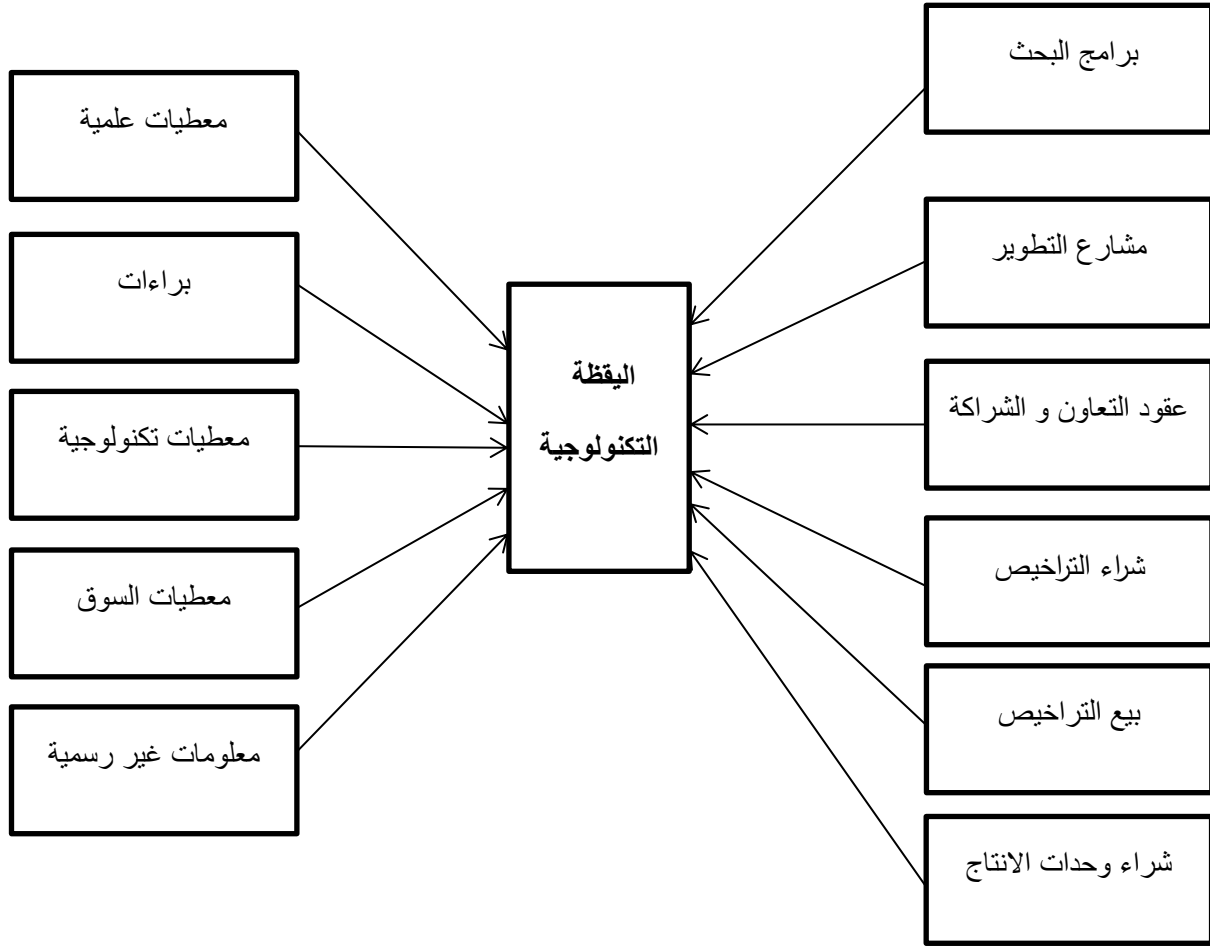 برامج البحث
مشارع التطوير
عقود التعاون و الشراكة
شراء التراخيص
بيع التراخيص
شراء وحدات الانتاج
اليقظة
التكنولوجية
معطيات علمية
براءات
معطيات تكنولوجية
معطيات السوق
معلومات غير رسمية